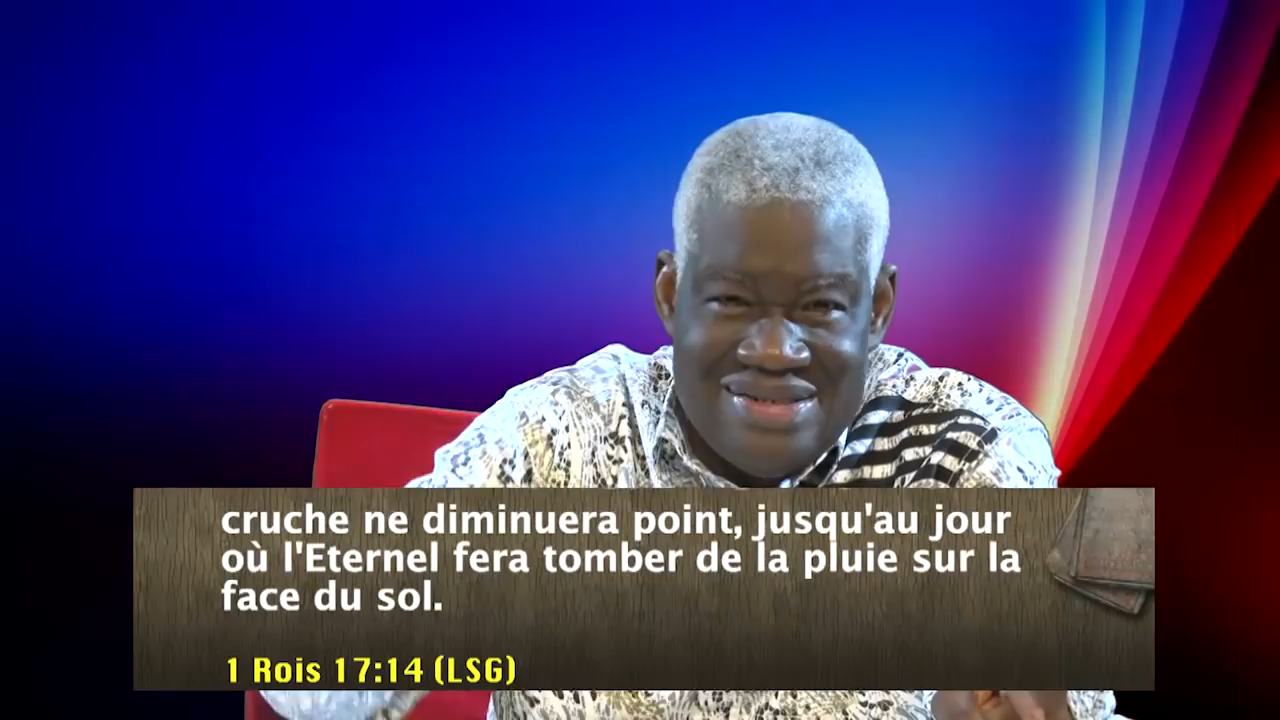 cruche ne diminuera point, jusqu'au jour
où l'Eternel fera tomber de la pluie sur la
face du sol.
1 Rois 17:14 (LSG)